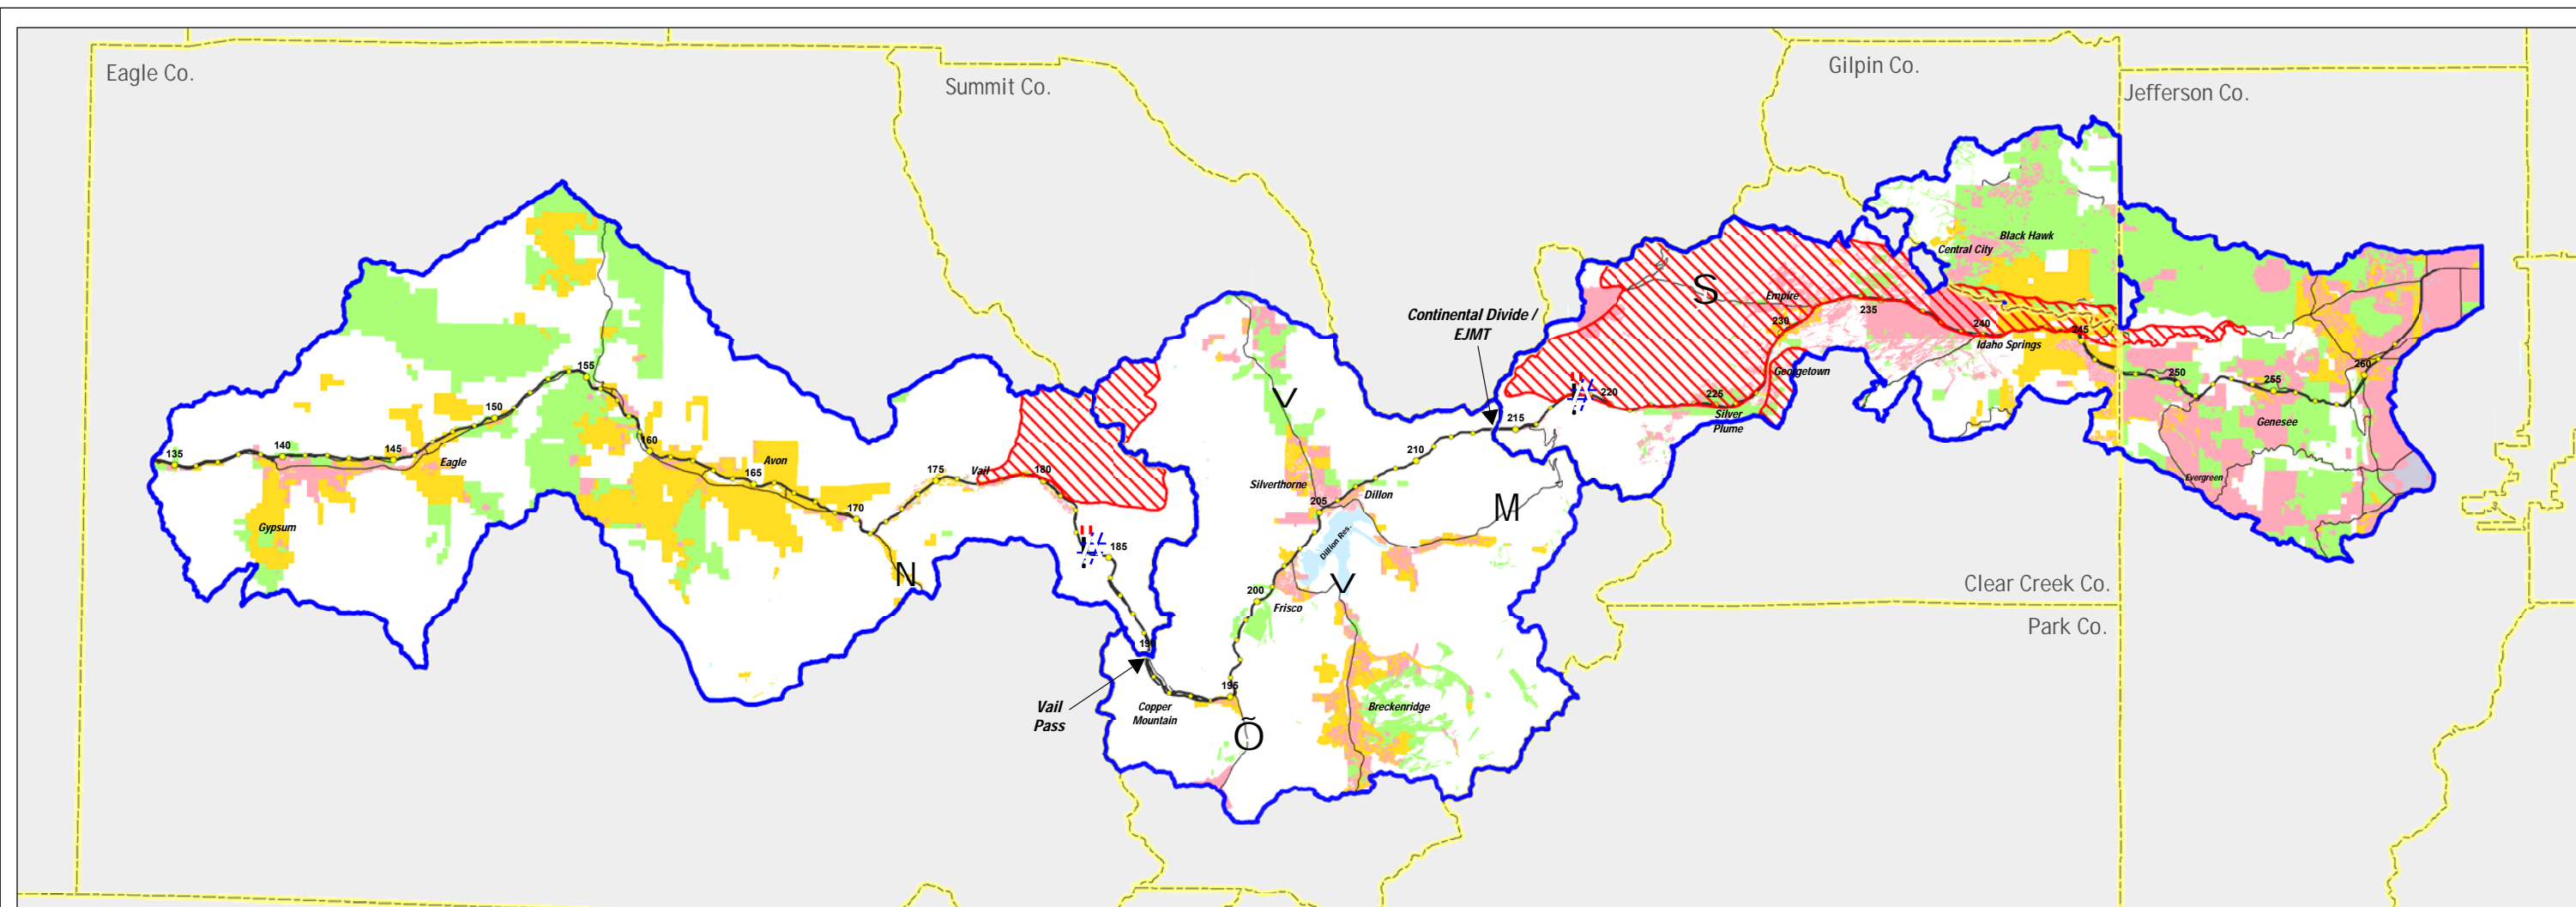 Eagle Co.
Summit Co.
Gilpin Co.
Jefferson Co.
Clear Creek Co.
Park Co.
Continental Divide /
EJMT
Vail
Pass
135
140
145
150
155
160
165
170
175
180
185
190
195
200
205
210
215
220
225
230
235
240
245
250
255
260
Gypsum
Eagle
Avon
Vail
Copper
Mountain
Frisco
Silverthorne
Dillon
Dillion Res.
Breckenridge
Silver
Plume
Georgetown
Empire
Idaho Springs
Central City
Black Hawk
Genesee
Evergreen
N
V
V
Õ
M
S